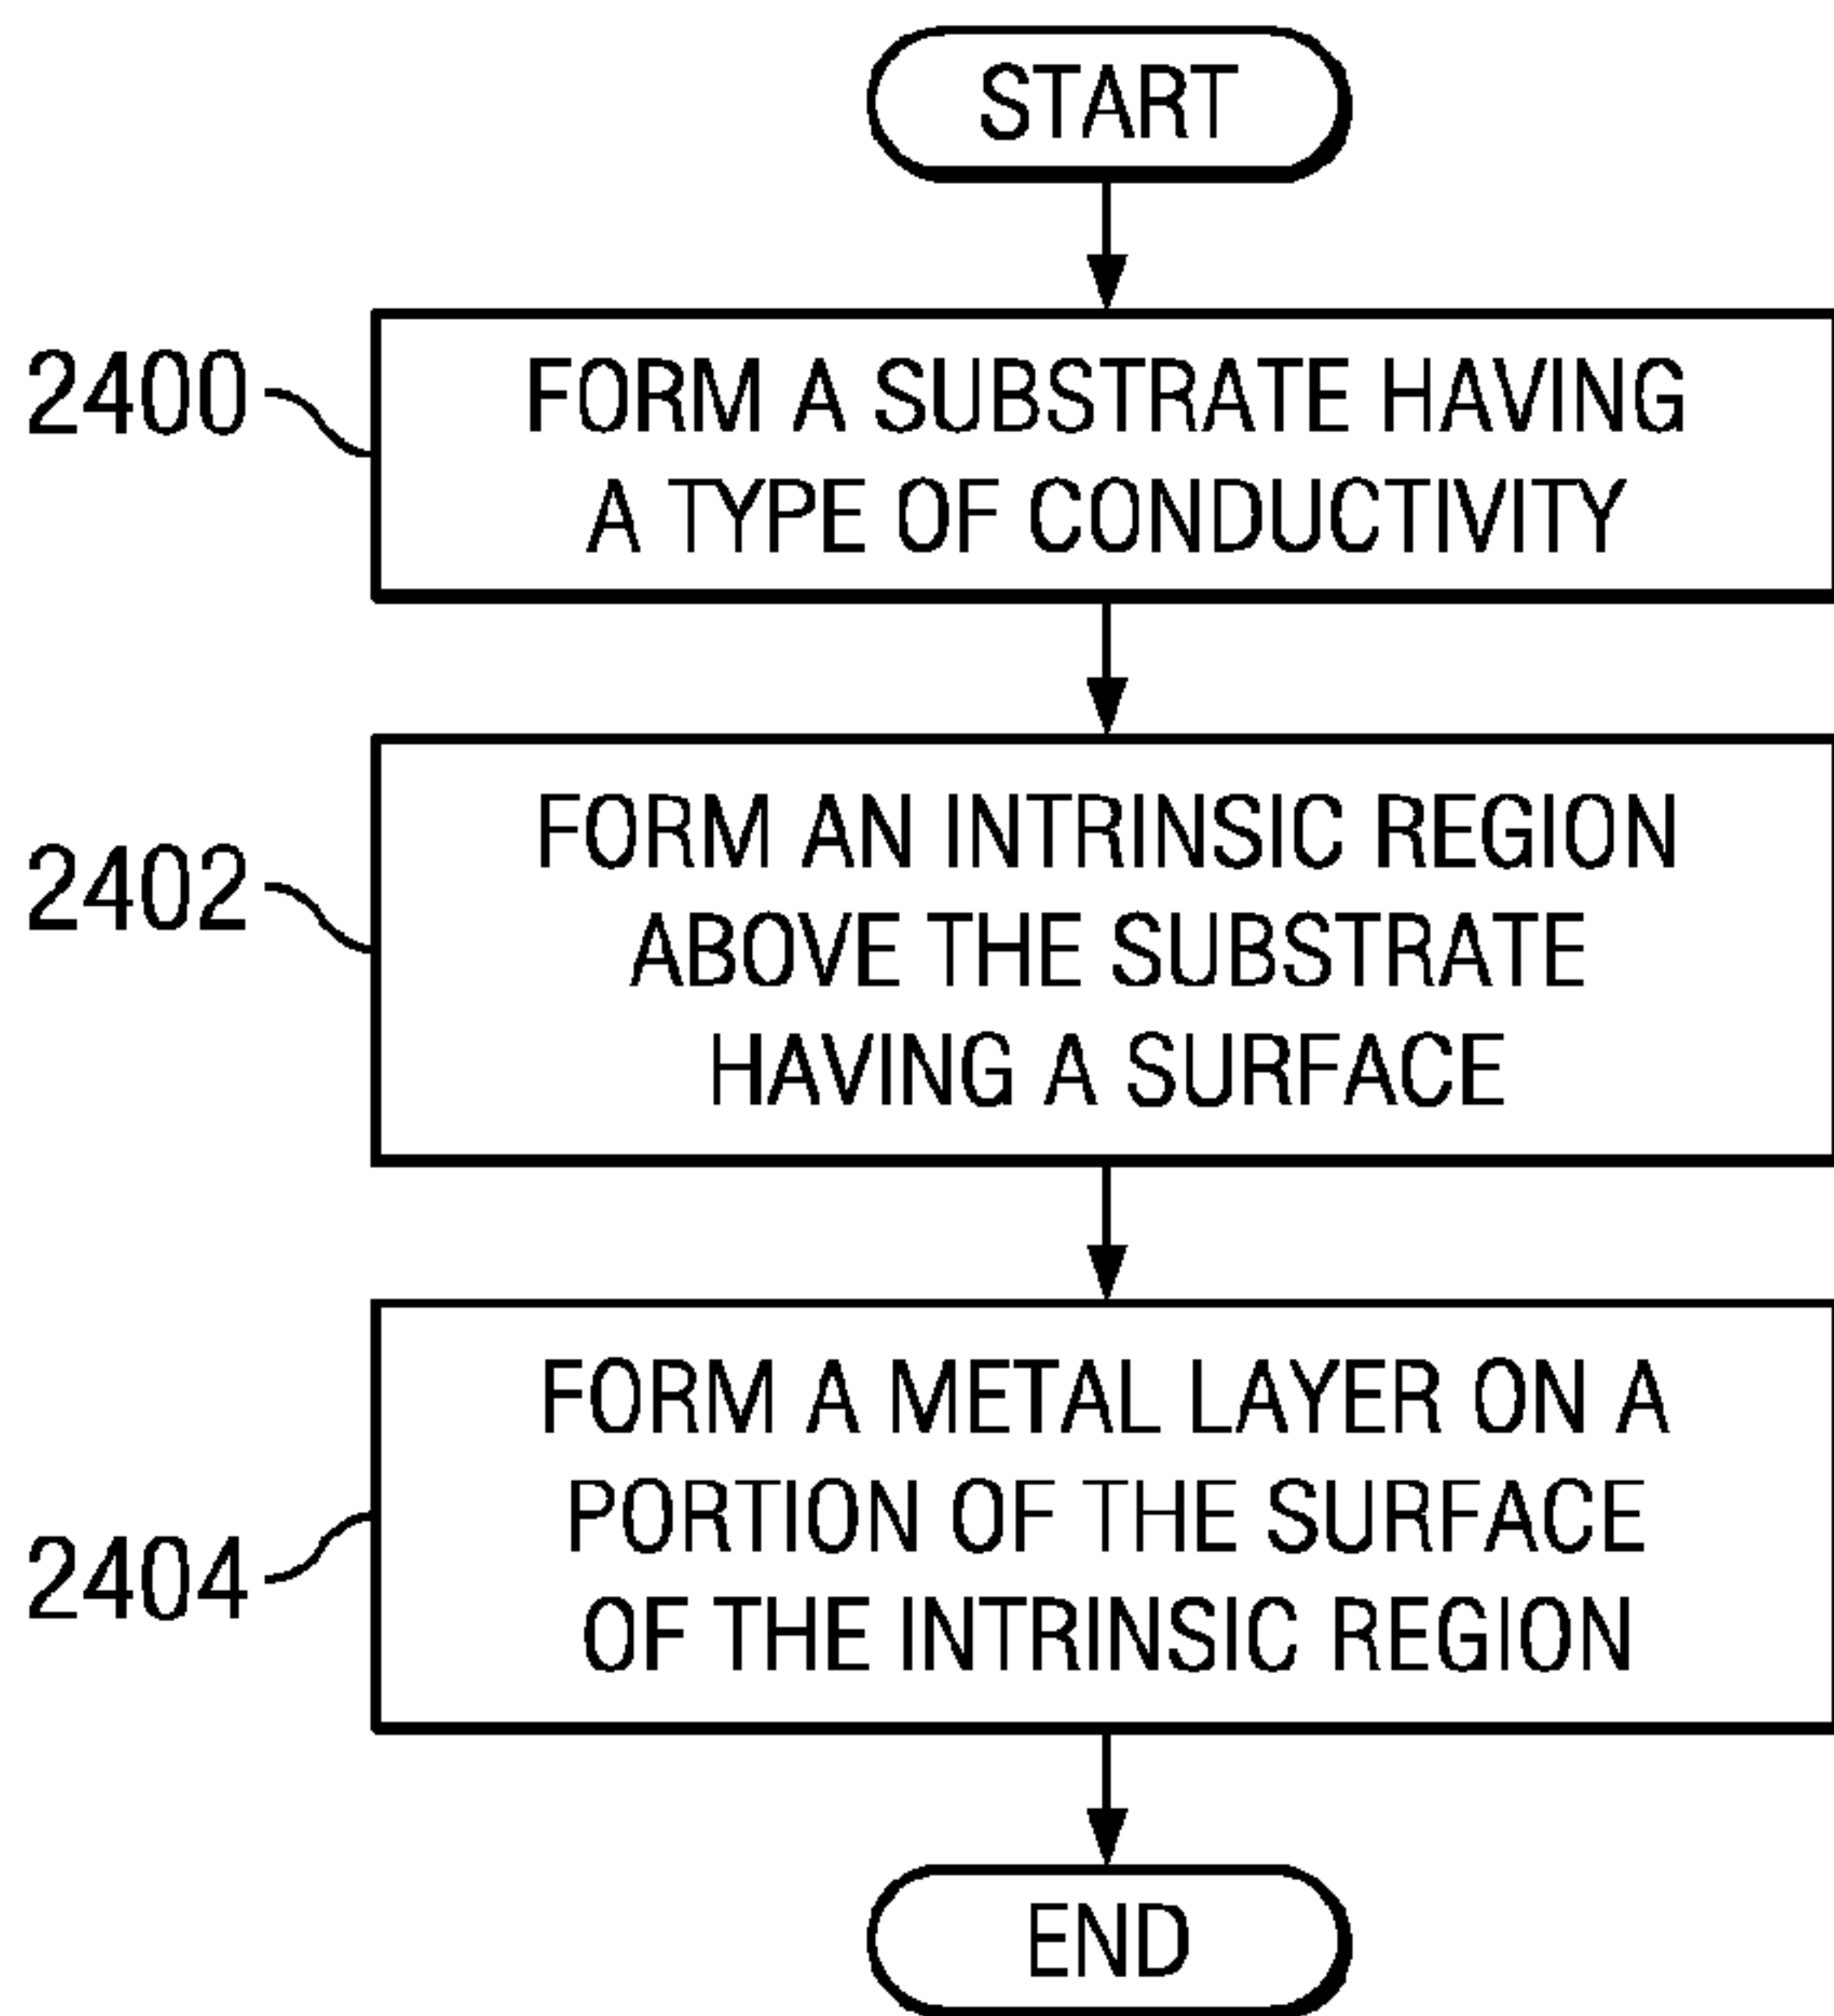 START
2400
FORM A SUBSTRATE HAVING
A TYPE OF CONDUCTIVITY
2402
FORM AN INTRINSIC REGION
ABOVE THE SUBSTRATE
HAVING A SURFACE
2404
FORM A METAL LAYER ON A
PORTION OF THE SURFACE
OF THE INTRINSIC REGION
END